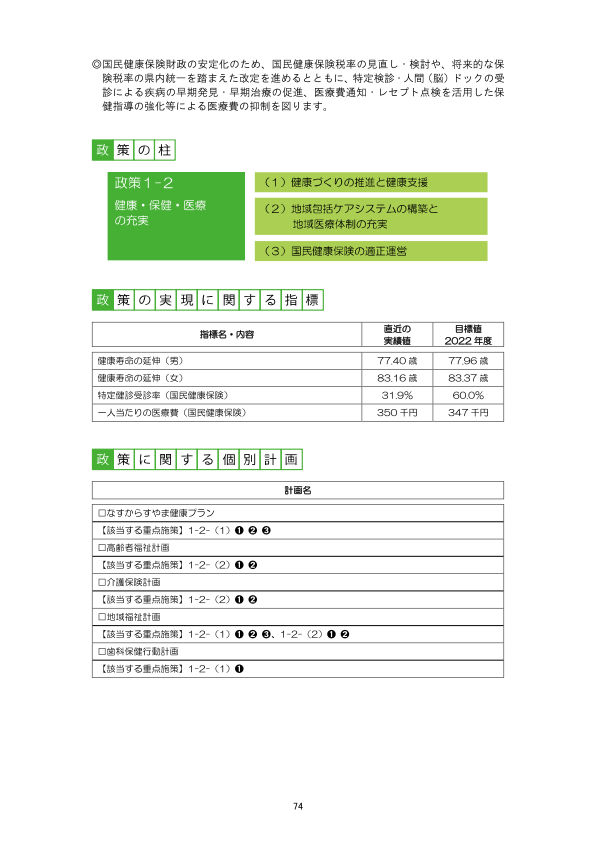 ◎国民健康保険財政の安定化のため、国民健康保険税率の見直し・検討や、将来的な保
険税率の県内統一を踏まえた改定を進めるとともに、特定検診・人間（脳）ドックの受
診による疾病の早期発見・早期治療の促進、医療費通知・レセプト点検を活用した保
健指導の強化等による医療費の抑制を図ります。
政策の柱
政策１-２
健康・保健・医療
の充実
（１）健康づくりの推進と健康支援
（２）地域包括ケアシステムの構築と
地域医療体制の充実
（３）国民健康保険の適正運営
政策の実現に関する指標
指標名・内容 直近の実績値 目標値2022年度
健康寿命の延伸（男） 77.40 歳 77.96 歳
健康寿命の延伸（女） 83.16 歳 83.37 歳
特定健診受診率（国民健康保険） 31.9% 60.0%
一人当たりの医療費（国民健康保険） 350 千円 347 千円
政策に関する個別計画
計画名
□なすからすやま健康プラン
【該当する重点施策】1-2-（1）❶ ❷ ❸
□高齢者福祉計画
【該当する重点施策】1-2-（2）❶ ❷
□介護保険計画
【該当する重点施策】1-2-（2）❶ ❷
□地域福祉計画
【該当する重点施策】1-2-（1）❶ ❷ ❸、1-2-（2）❶ ❷
□歯科保健行動計画
【該当する重点施策】1-2-（1）❶
74